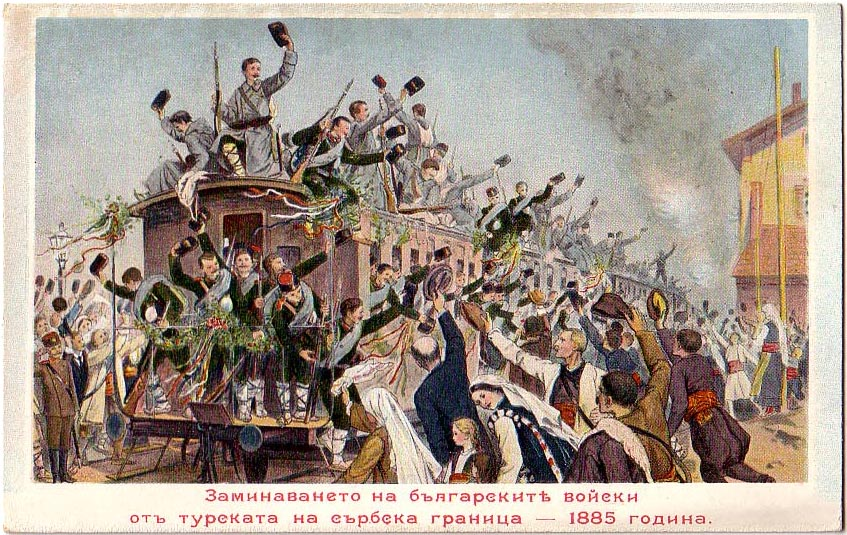 Заминаването на българскитѣ войски
отъ турската на сърбска граница — 1885 година.